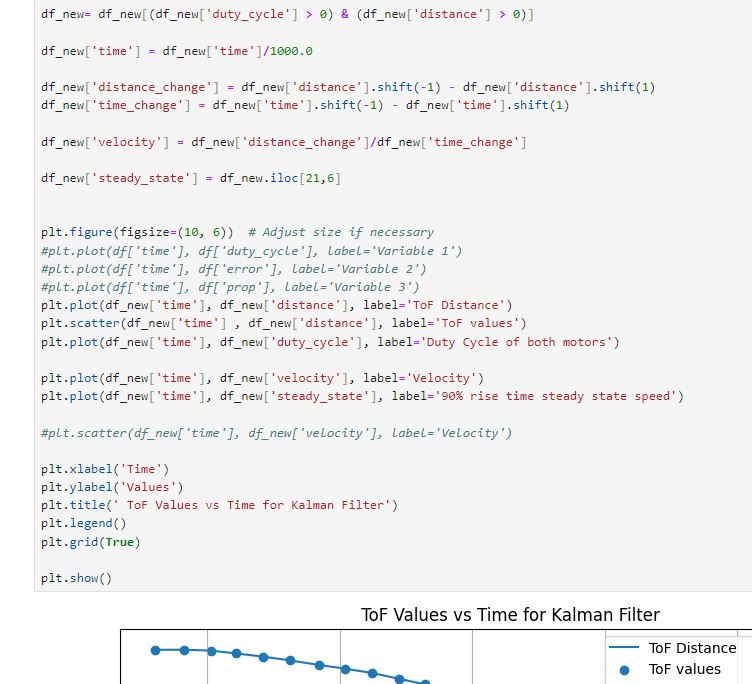 df_new= df_new[(df_new['duty_cycle'] > 0) & (df_new['distance'] > 0)]
df_new['time'] = df_new['time']/1000.0
df_new['distance_change'] = df_new['distance'].shift(-1) - df_new['distance'].shift(1)
df_new['time_change'] = df_new['time'].shift(-1) - df_new['time'].shift(1)
df_new['velocity'] = df_new['distance_change']/df_new['time_change']
df_new['steady_state'] = df_new.iloc[21,6]
plt.figure(figsize=(10, 6))  # Adjust size if necessary
#plt.plot(df['time'], df['duty_cycle'], label='Variable 1')
#plt.plot(df['time'], df['error'], label='Variable 2')
#plt.plot(df['time'], df['prop'], label='Variable 3')
plt.plot(df_new['time'], df_new['distance'], label='ToF Distance')
plt.scatter(df_new['time'] , df_new['distance'], label='ToF values')
plt.plot(df_new['time'], df_new['duty_cycle'], label='Duty Cycle of both motors')
plt.plot(df_new['time'], df_new['velocity'], label='Velocity')
plt.plot(df_new['time'], df_new['steady_state'], label='90% rise time steady state speed')
#plt.scatter(df_new['time'], df_new['velocity'], label='Velocity')
plt.xlabel('Time')
plt.ylabel('Values')
plt.title(' ToF Values vs Time for Kalman Filter')
plt.legend()
plt.grid(True)
plt.show()
ToF Values vs Time for Kalman Filter
ToF Distance
ToF values